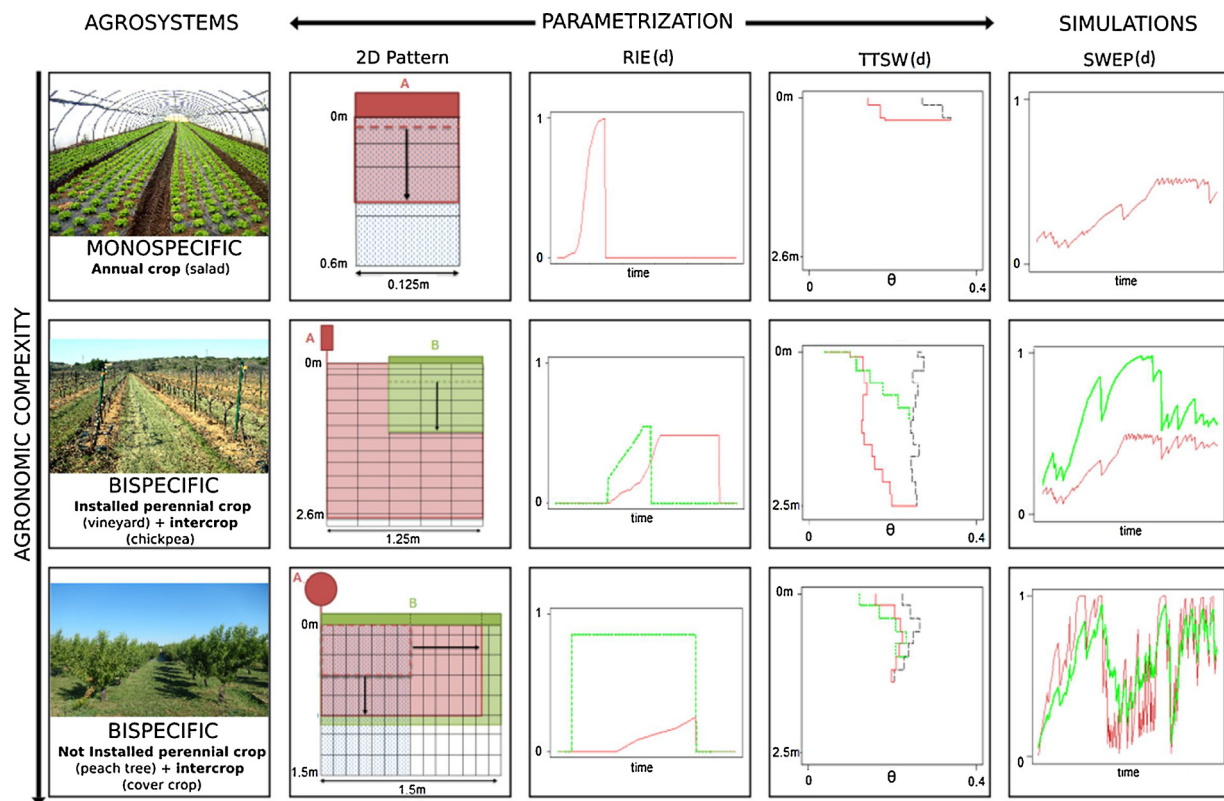 AGROSYSTEMS
PARAMETRIZATION
SIMULATIONS
2D Pattern
RIE(d)
TTSW(d)
SWEP(d)
AGRONOMIC COMPEXITY
A
0m
0.6m
0.125m
1
0
time
0m
2.6m
0
θ
0.4
1
0
time
MONOSPECIFIC
Annual crop (salad)
A
B
0m
2.6m
1.25m
1
0
time
0m
2.5m
0
θ
0.4
1
0
time
BISPECIFIC
Installed perennial crop
(vineyard) + intercrop
(chickpea)
A
B
0m
1.5m
1.5m
1
0
time
0m
2.5m
0
θ
0.4
1
0
time
BISPECIFIC
Not Installed perennial crop
(peach tree) + intercrop
(cover crop)